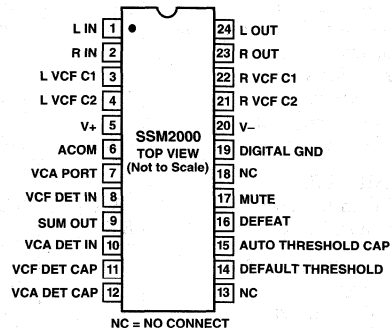 L IN 1 24 L OUT
R IN 2 23 R OUT
L VCF C1 3 22 R VCF C1
L VCF C2 4 21 R VCF C2
V+ 5 20 V–
SSM2000
ACOM 6 19 DIGITAL GND
TOP VIEW
(Not to Scale)
VCA PORT 7 18 NC
VCF DET IN 8 17 MUTE
SUM OUT 9 16 DEFEAT
VCA DET IN 10 15 AUTO THRESHOLD CAP
VCF DET CAP 11 14 DEFAULT THRESHOLD
VCA DET CAP 12 13 NC
NC = NO CONNECT